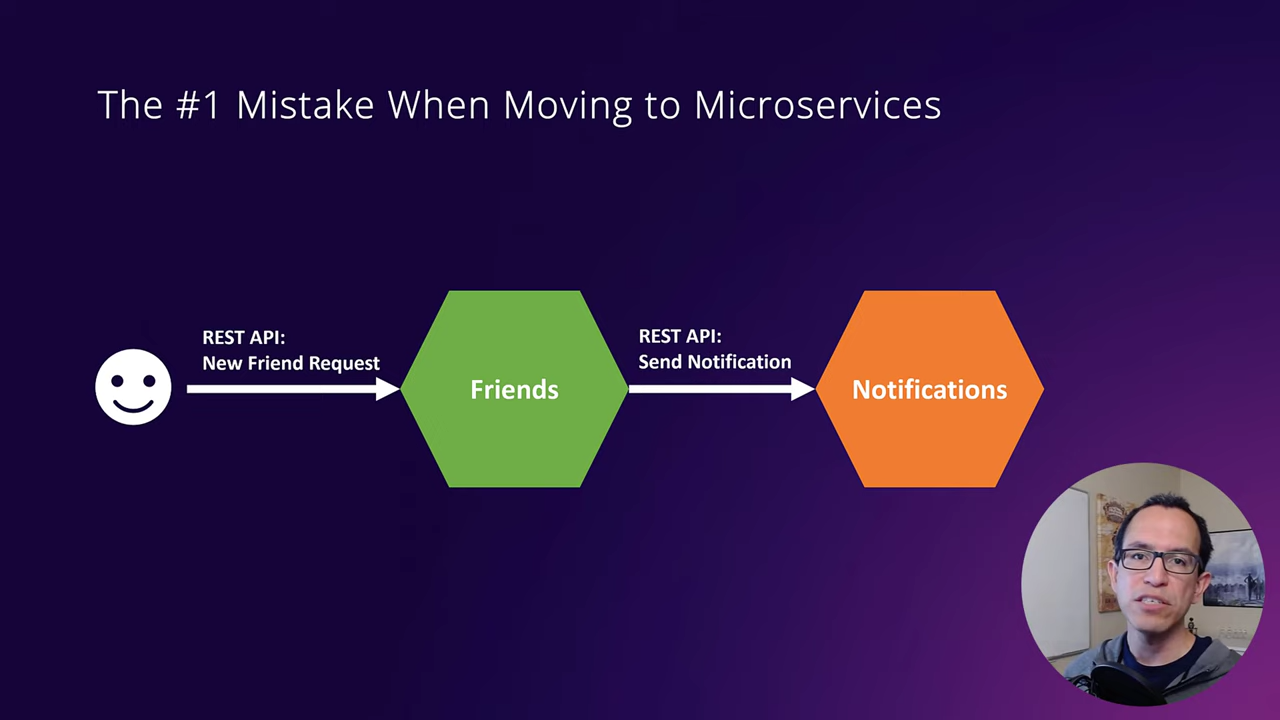 The #1 Mistake When Moving to Microservices
REST API:
New Friend Request
Friends
REST API:
Send Notification
Notifications